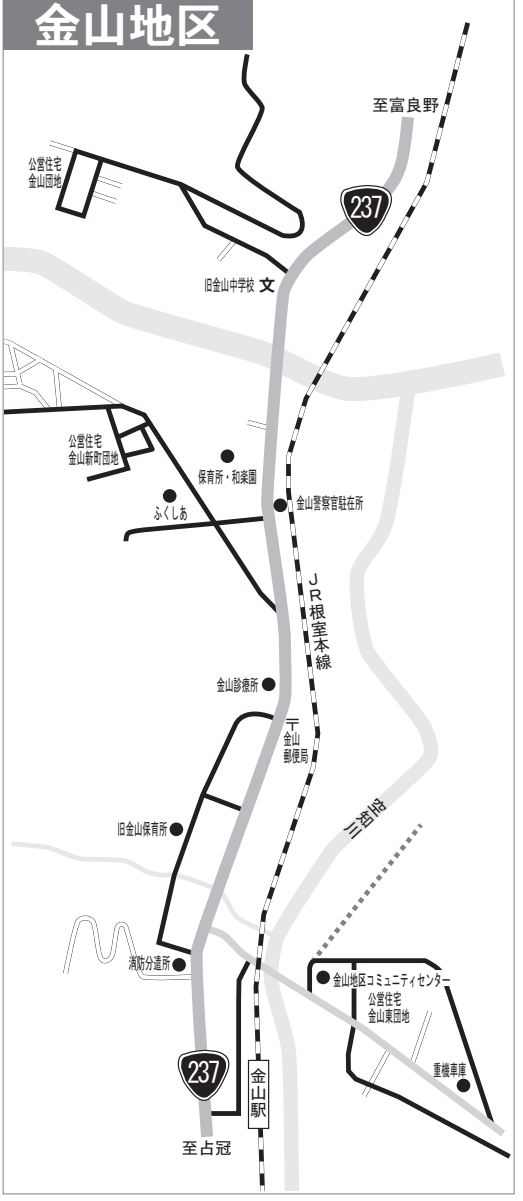 金山地区
至富良野
237
公営住宅
金山団地
旧金山中学校 文
公営住宅
金山新町団地
保育所・和楽園
ふくしあ
金山警察官駐在所
JR根室本線
金山診療所
〒
金山
郵便局
空知川
旧金山保育所
消防分遣所
金山地区コミュニティセンター
公営住宅
金山東団地
重機車庫
237
金山駅
至占冠